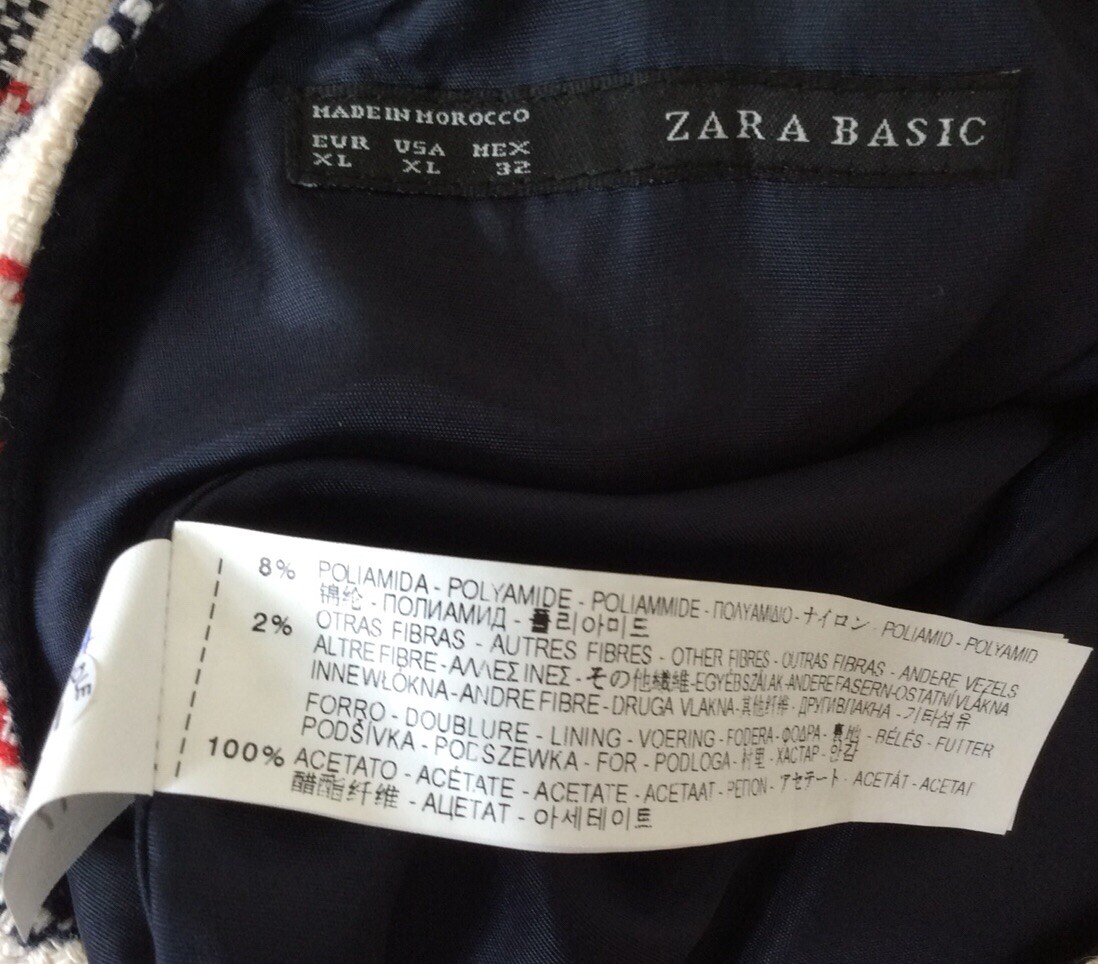 MADE IN MOROCCO
EUR USA MEX
XL XL 32
ZARA BASIC
8% POLIAMIDA - POLYAMIDE - POLIAMMIDE - ΠΟΛΥΑΜΙΔΙΟ - ナイロン - POLIAMID - POLYAMID
锦纶 - ПОЛИАМИД - 폴리아미드
2% OTRAS FIBRAS - AUTRES FIBRES - OTHER FIBRES - OUTRAS FIBRAS - ANDERE VEZELS
ALTRE FIBRE - ΑΛΛΕΣ ΙΝΕΣ - その他繊維 - EGYÉB SZÁLAK - ANDERE FASERN - OSTATNÍ VLÁKNA
INNE WŁÓKNA - ANDRE FIBRE - DRUGA VLAKNA - 其他纤维 - 기타섬유
FORRO - DOUBLURE - LINING - VOERING - FODERA - ΦΟΔΡΑ - 裏地 - BÉLÉS - FUTTER
PODŠÍVKA - PODSZEWKA - FOR - PODLOGA - 衬里 - ХАСТАР - 안감
100% ACETATO - ACÉTATE - ACETATE - ACETAAT - アセテート - ACETÁT - ACETAT
醋酯纤维 - АЦЕТАТ - 아세테이트